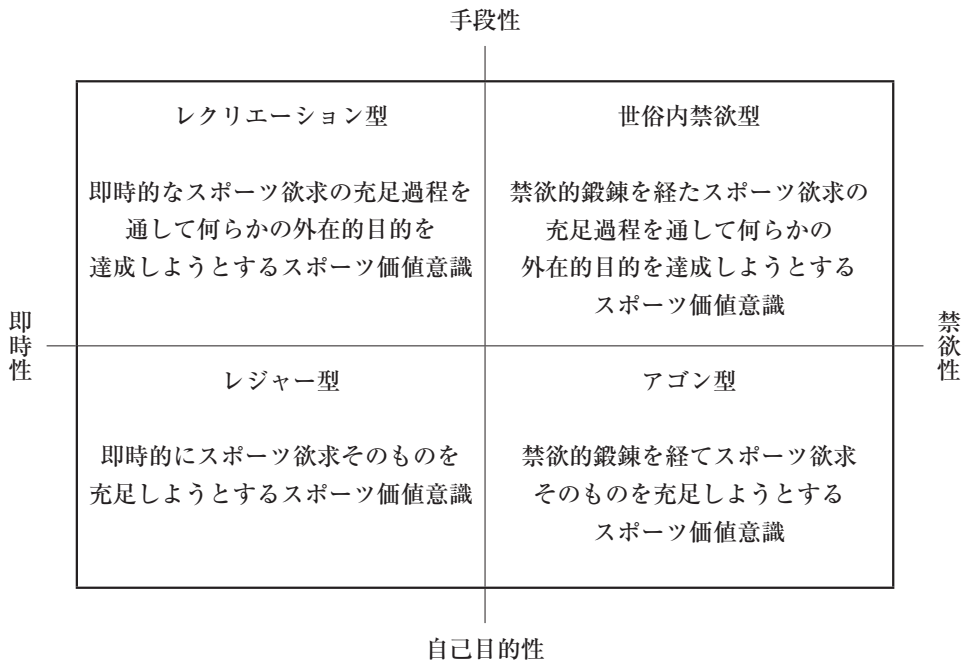 手段性
レクリエーション型
即時的なスポーツ欲求の充足過程を
通して何らかの外在的目的を
達成しようとするスポーツ価値意識
世俗内禁欲型
禁欲的鍛錬を経たスポーツ欲求の
充足過程を通して何らかの
外在的目的を達成しようとする
スポーツ価値意識
即時性
禁欲性
レジャー型
即時的にスポーツ欲求そのものを
充足しようとするスポーツ価値意識
アゴン型
禁欲的鍛錬を経てスポーツ欲求
そのものを充足しようとする
スポーツ価値意識
自己目的性